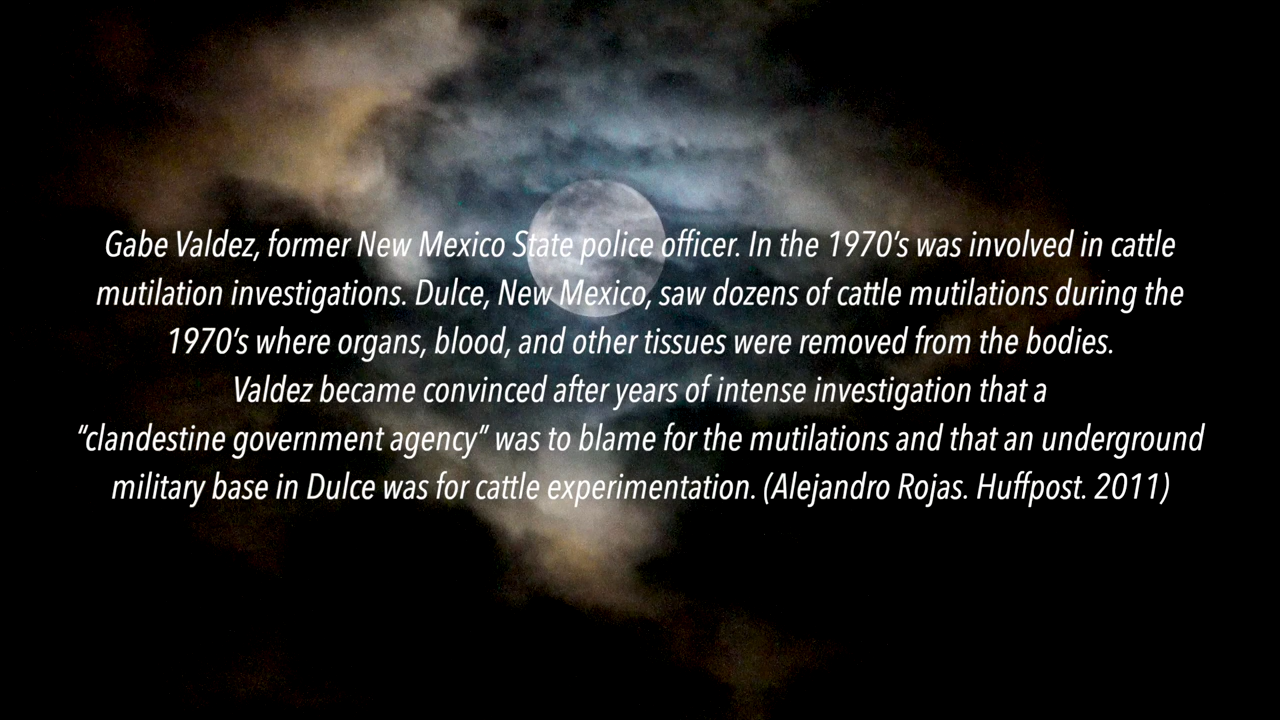 Gabe Valdez, former New Mexico State police officer. In the 1970’s was involved in cattle
mutilation investigations. Dulce, New Mexico, saw dozens of cattle mutilations during the
1970’s where organs, blood, and other tissues were removed from the bodies.
Valdez became convinced after years of intense investigation that a
“clandestine government agency” was to blame for the mutilations and that an underground
military base in Dulce was for cattle experimentation. (Alejandro Rojas. Huffpost. 2011)